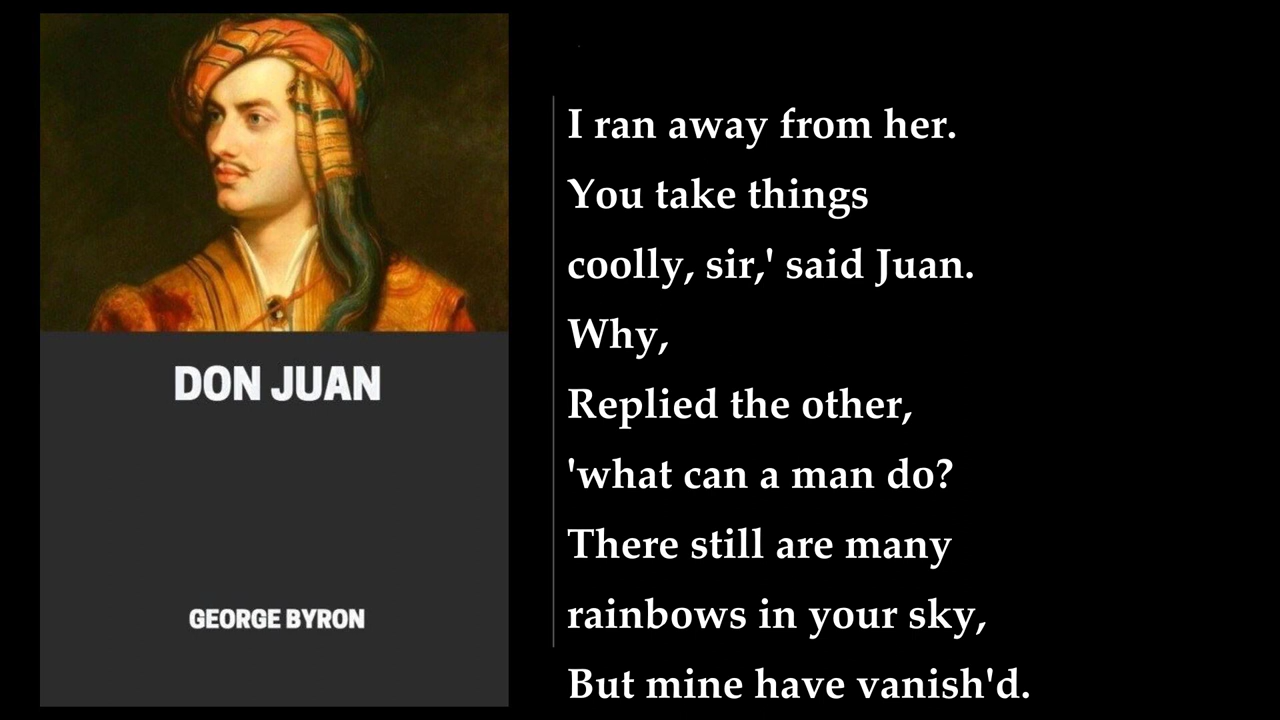 DON JUAN
GEORGE BYRON
I ran away from her.
You take things
coolly, sir,' said Juan.
Why,
Replied the other,
'what can a man do?
There still are many
rainbows in your sky,
But mine have vanish'd.